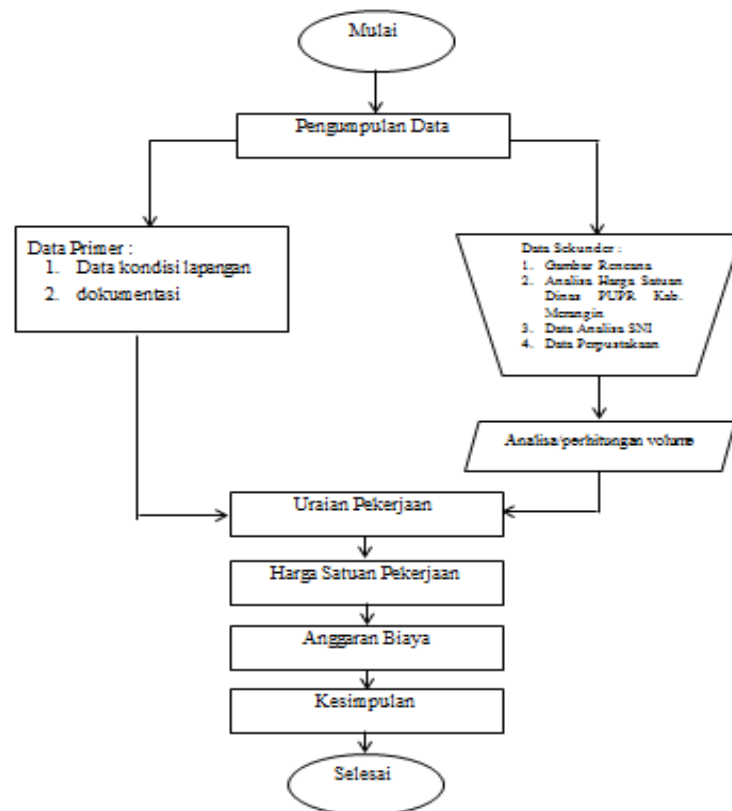 Mulai
Pengumpulan Data
Data Primer :
1. Data kondisi lapangan
2. dokumentasi
Data Sekunder :
1. Gambar Rencana
2. Analisa Harga Satuan
Dinas PUPR Kab.
Merangin
3. Data Analisa SNI
4. Data Perpustakaan
Analisa/perhitungan volume
Uraian Pekerjaan
Harga Satuan Pekerjaan
Anggaran Biaya
Kesimpulan
Selesai